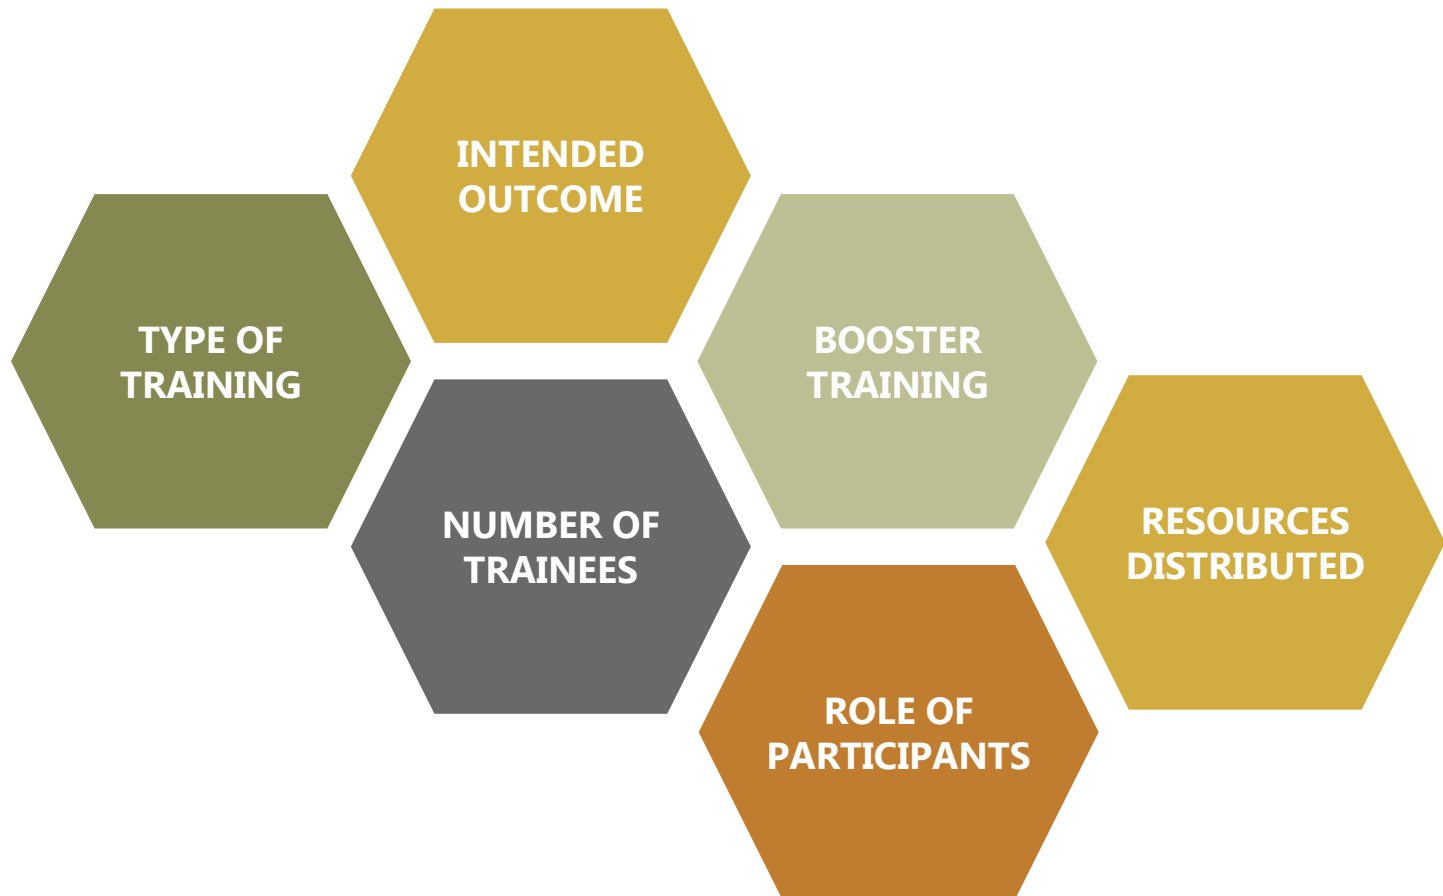 INTENDED
OUTCOME
TYPE OF
TRAINING
BOOSTER
TRAINING
NUMBER OF
TRAINEES
RESOURCES
DISTRIBUTED
ROLE OF
PARTICIPANTS